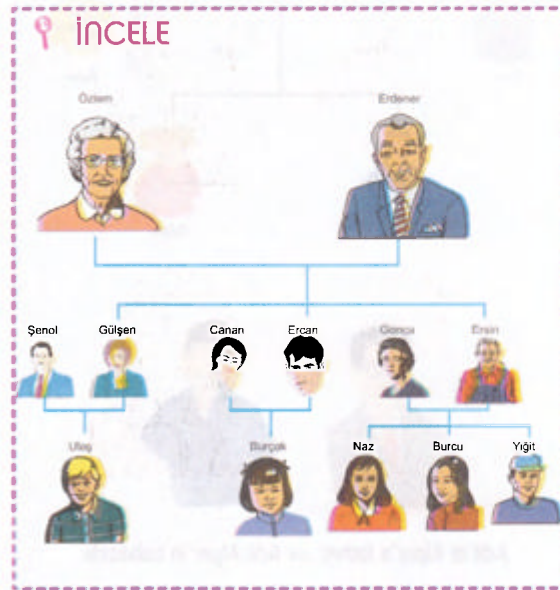 İNCELE
Özlem Erdener
Şenol Gülşen Canan Ercan Gonca Ersin
Ulaş Burçak Naz Burcu Yiğit